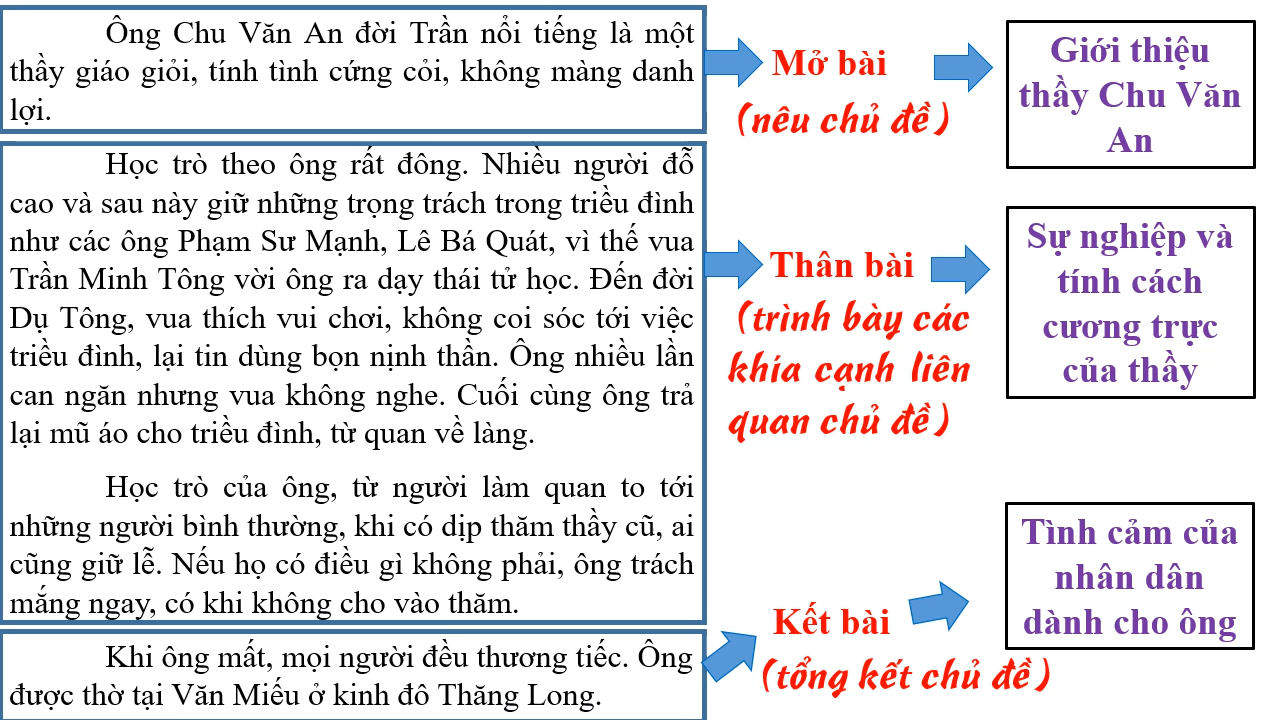 Ông Chu Văn An đời Trần nổi tiếng là một
thầy giáo giỏi, tính tình cứng cỏi, không màng danh
lợi.
Mở bài
(nêu chủ đề)
Giới thiệu
thầy Chu Văn
An
Học trò theo ông rất đông. Nhiều người đỗ
cao và sau này giữ những trọng trách trong triều đình
như các ông Phạm Sư Mạnh, Lê Bá Quát, vì thế vua
Trần Minh Tông vời ông ra dạy thái tử học. Đến đời
Dụ Tông, vua thích vui chơi, không coi sóc tới việc
triều đình, lại tin dùng bọn nịnh thần. Ông nhiều lần
can ngăn nhưng vua không nghe. Cuối cùng ông trả
lại mũ áo cho triều đình, từ quan về làng.
Học trò của ông, từ người làm quan to tới
những người bình thường, khi có dịp thăm thầy cũ, ai
cũng giữ lễ. Nếu họ có điều gì không phải, ông trách
mắng ngay, có khi không cho vào thăm.
Thân bài
(trình bày các
khía cạnh liên
quan chủ đề)
Sự nghiệp và
tính cách
cương trực
của thầy
Khi ông mất, mọi người đều thương tiếc. Ông
được thờ tại Văn Miếu ở kinh đô Thăng Long.
Kết bài
(tổng kết chủ đề)
Tình cảm của
nhân dân
dành cho ông